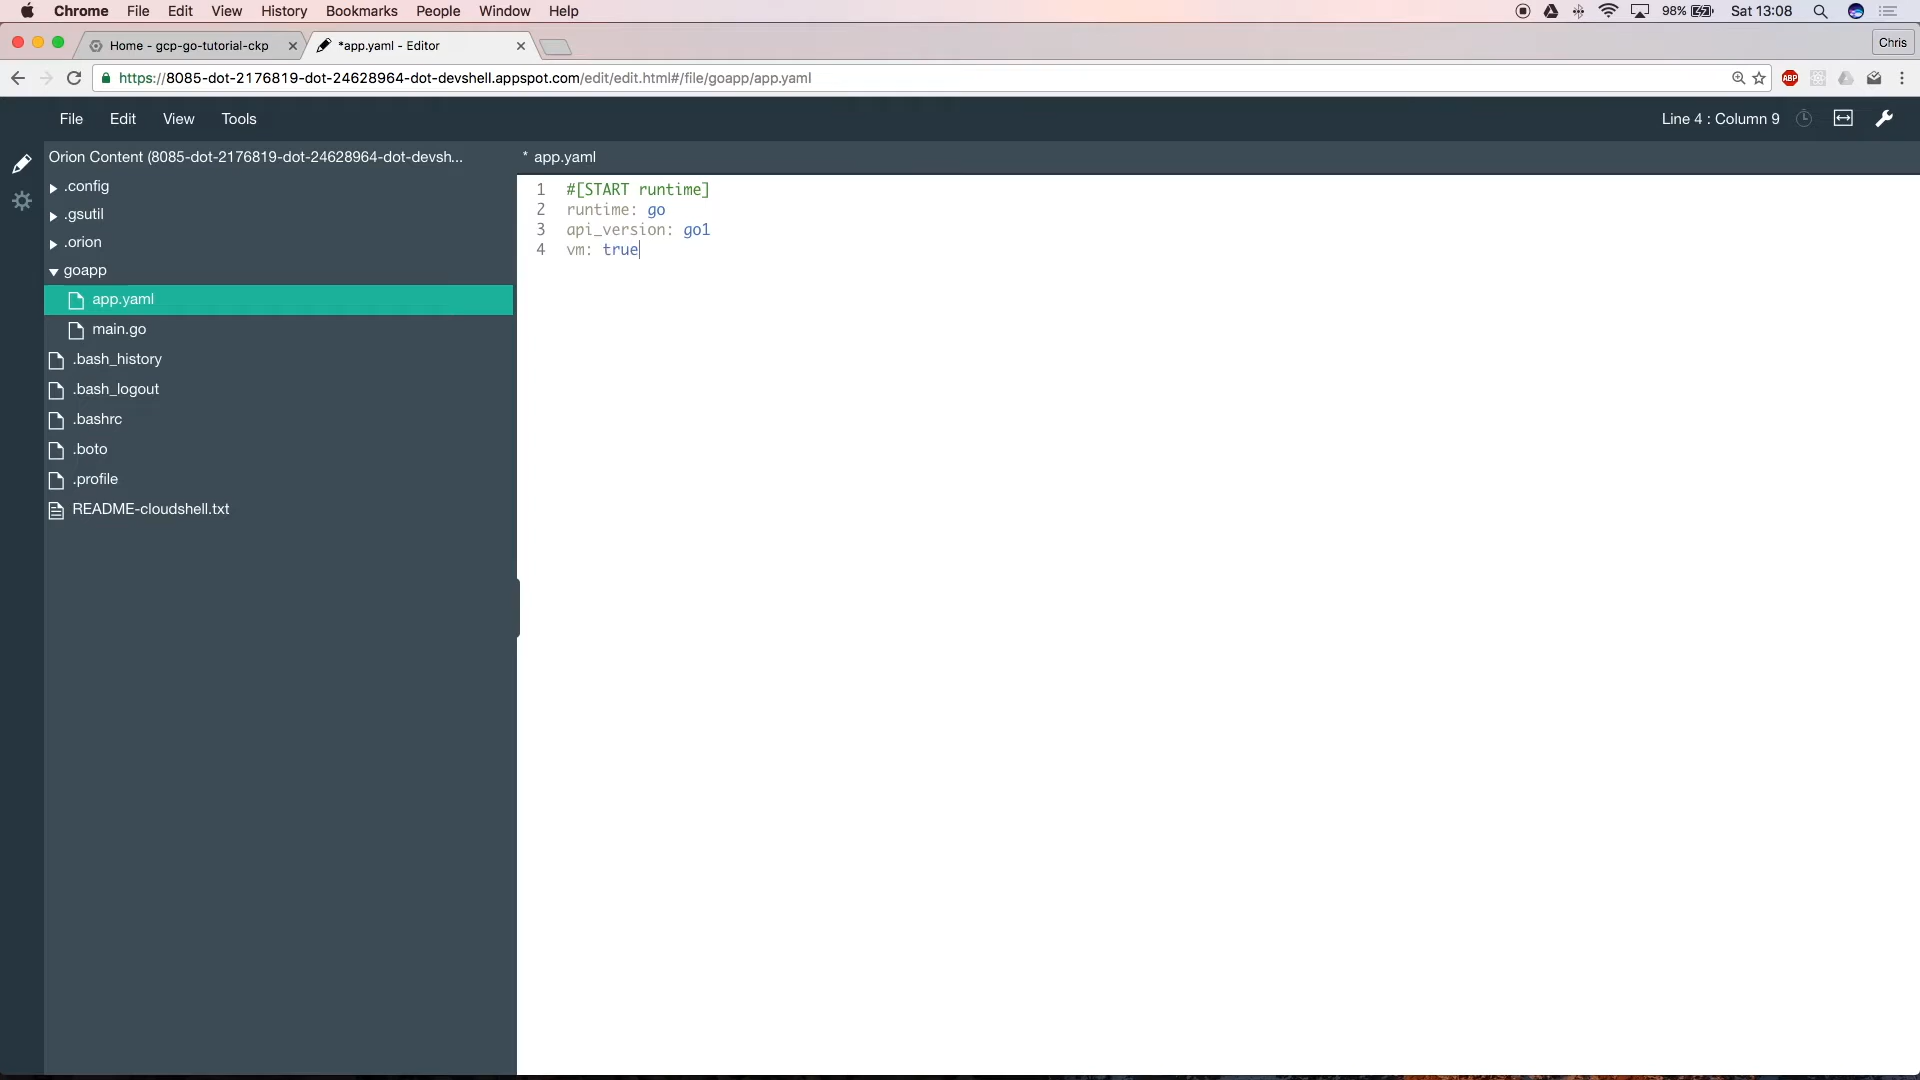 Chrome File Edit View History Bookmarks People Window Help 98% Sat 13:08
Home - gcp-go-tutorial-ckp *app.yaml - Editor Chris
https://8085-dot-2176819-dot-24628964-dot-devshell.appspot.com/edit/edit.html#/file/goapp/app.yaml ABP
File Edit View Tools Line 4 : Column 9
Orion Content (8085-dot-2176819-dot-24628964-dot-devsh...
* app.yaml
.config
.gsutil
.orion
goapp
app.yaml
main.go
.bash_history
.bash_logout
.bashrc
.boto
.profile
README-cloudshell.txt
1 #[START runtime]
2 runtime: go
3 api_version: go1
4 vm: true